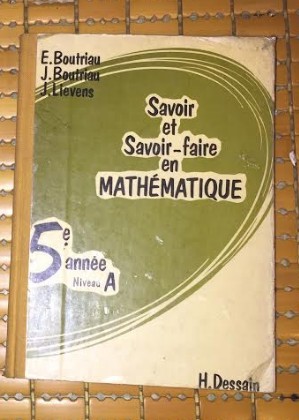 E. Boutriau
J. Boutriau
J. Lievens
Savoir
et
Savoir-faire
en
MATHÉMATIQUE
5e
année
Niveau A
H. Dessain